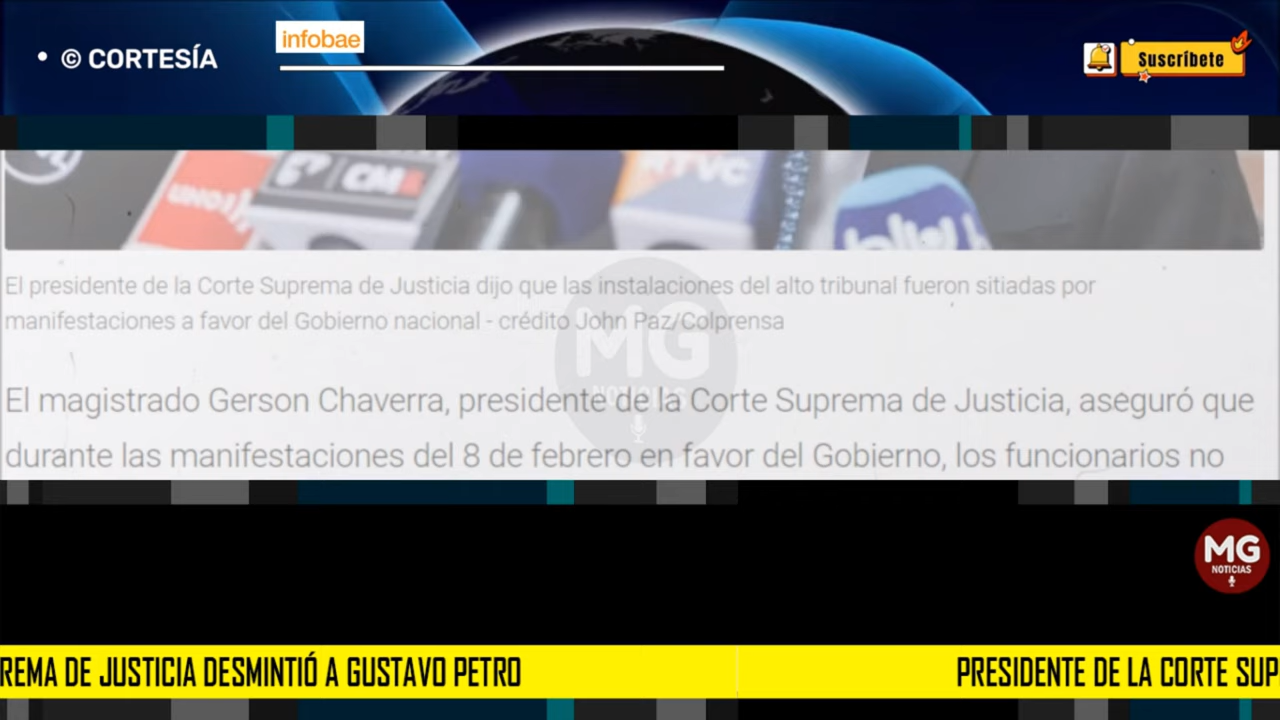 © CORTESÍA
infobae
Suscríbete
RTVC
El presidente de la Corte Suprema de Justicia dijo que las instalaciones del alto tribunal fueron sitiadas por
manifestaciones a favor del Gobierno nacional - crédito John Paz/Colprensa
MG
NOTICIAS
El magistrado Gerson Chaverra, presidente de la Corte Suprema de Justicia, aseguró que
durante las manifestaciones del 8 de febrero en favor del Gobierno, los funcionarios no
MG
NOTICIAS
REMA DE JUSTICIA DESMINTIÓ A GUSTAVO PETRO
PRESIDENTE DE LA CORTE SUP